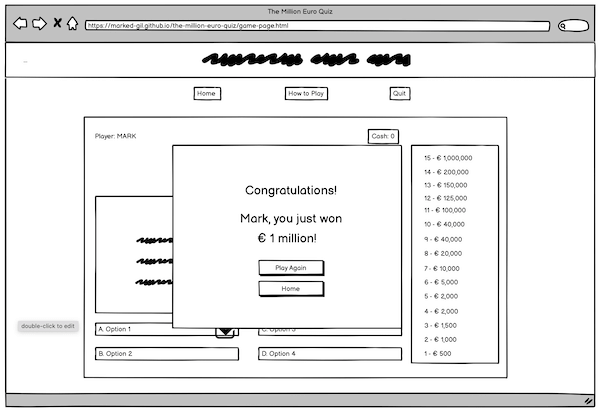 The Million Euro Quiz
https://marked-gil.github.io/the-million-euro-quiz/game-page.html
Home
How to Play
Quit
Player: MARK
Cash: 0
Congratulations!
Mark, you just won
€ 1 million!
Play Again
Home
15 - € 1,000,000
14 - € 200,000
13 - € 150,000
12 - € 125,000
11 - € 100,000
10 - € 40,000
9 - € 40,000
8 - € 20,000
7 - € 10,000
6 - € 5,000
5 - € 2,000
4 - € 2,000
3 - € 1,500
2 - € 1,000
1 - € 500
double-click to edit
A. Option 1
B. Option 2
D. Option 4